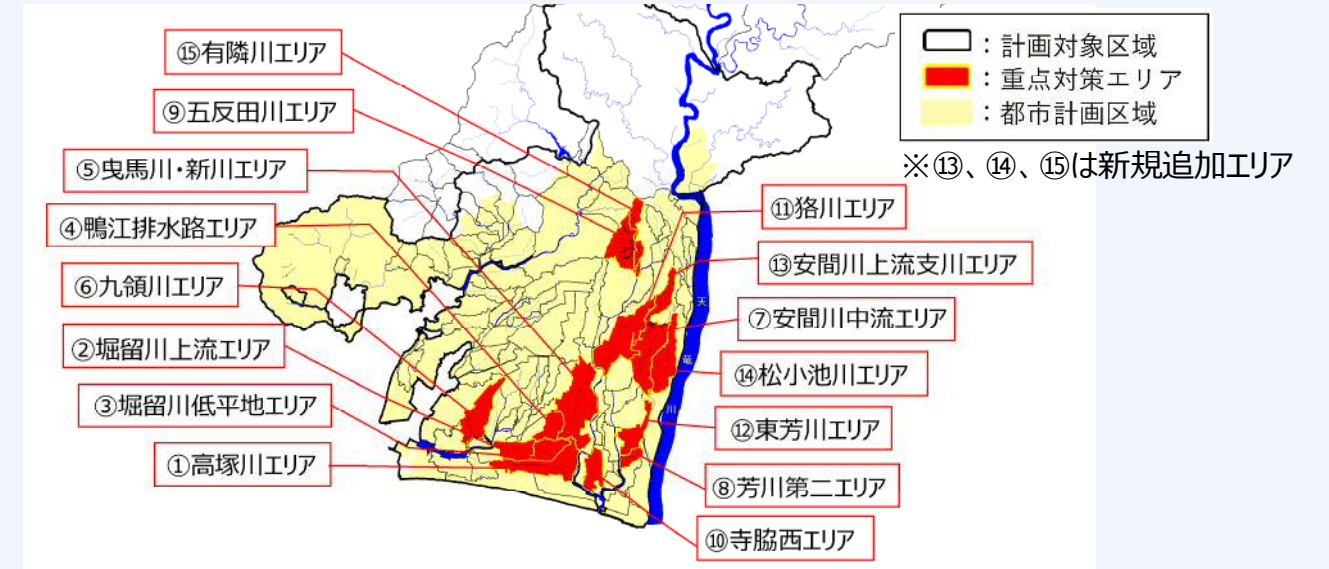 ⑮有隣川エリア
⑨五反田川エリア
⑤曳馬川・新川エリア
④鴨江排水路エリア
⑥九領川エリア
②堀留川上流エリア
③堀留川低平地エリア
①高塚川エリア
：計画対象区域
：重点対策エリア
：都市計画区域
※⑬、⑭、⑮は新規追加エリア
⑪狢川エリア
⑬安間川上流支川エリア
⑦安間川中流エリア
⑭松小池川エリア
⑫東芳川エリア
⑧芳川第二エリア
⑩寺脇西エリア
天
竜
川